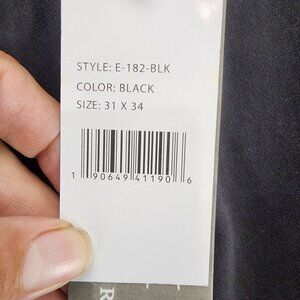 STYLE: E-182-BLK
COLOR: BLACK
SIZE: 31 X 34
1 90649 41190 6
R